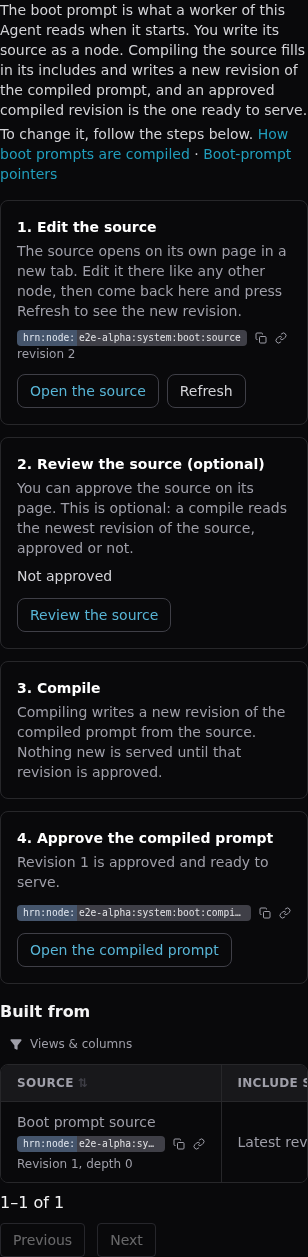 The boot prompt is what a worker of this
Agent reads when it starts. You write its
source as a node. Compiling the source fills
in its includes and writes a new revision of
the compiled prompt, and an approved
compiled revision is the one ready to serve.
To change it, follow the steps below. How
boot prompts are compiled · Boot-prompt
pointers
1. Edit the source
The source opens on its own page in a
new tab. Edit it there like any other
node, then come back here and press
Refresh to see the new revision.
hrn:node: e2e-alpha:system:boot:source
revision 2
Open the source Refresh
2. Review the source (optional)
You can approve the source on its
page. This is optional: a compile reads
the newest revision of the source,
approved or not.
Not approved
Review the source
3. Compile
Compiling writes a new revision of the
compiled prompt from the source.
Nothing new is served until that
revision is approved.
4. Approve the compiled prompt
Revision 1 is approved and ready to
serve.
hrn:node: e2e-alpha:system:boot:compi…
Open the compiled prompt
Built from
Views & columns
SOURCE ⇅ INCLUDE S
Boot prompt source
hrn:node: e2e-alpha:sy… Latest rev
Revision 1, depth 0
1–1 of 1
Previous Next